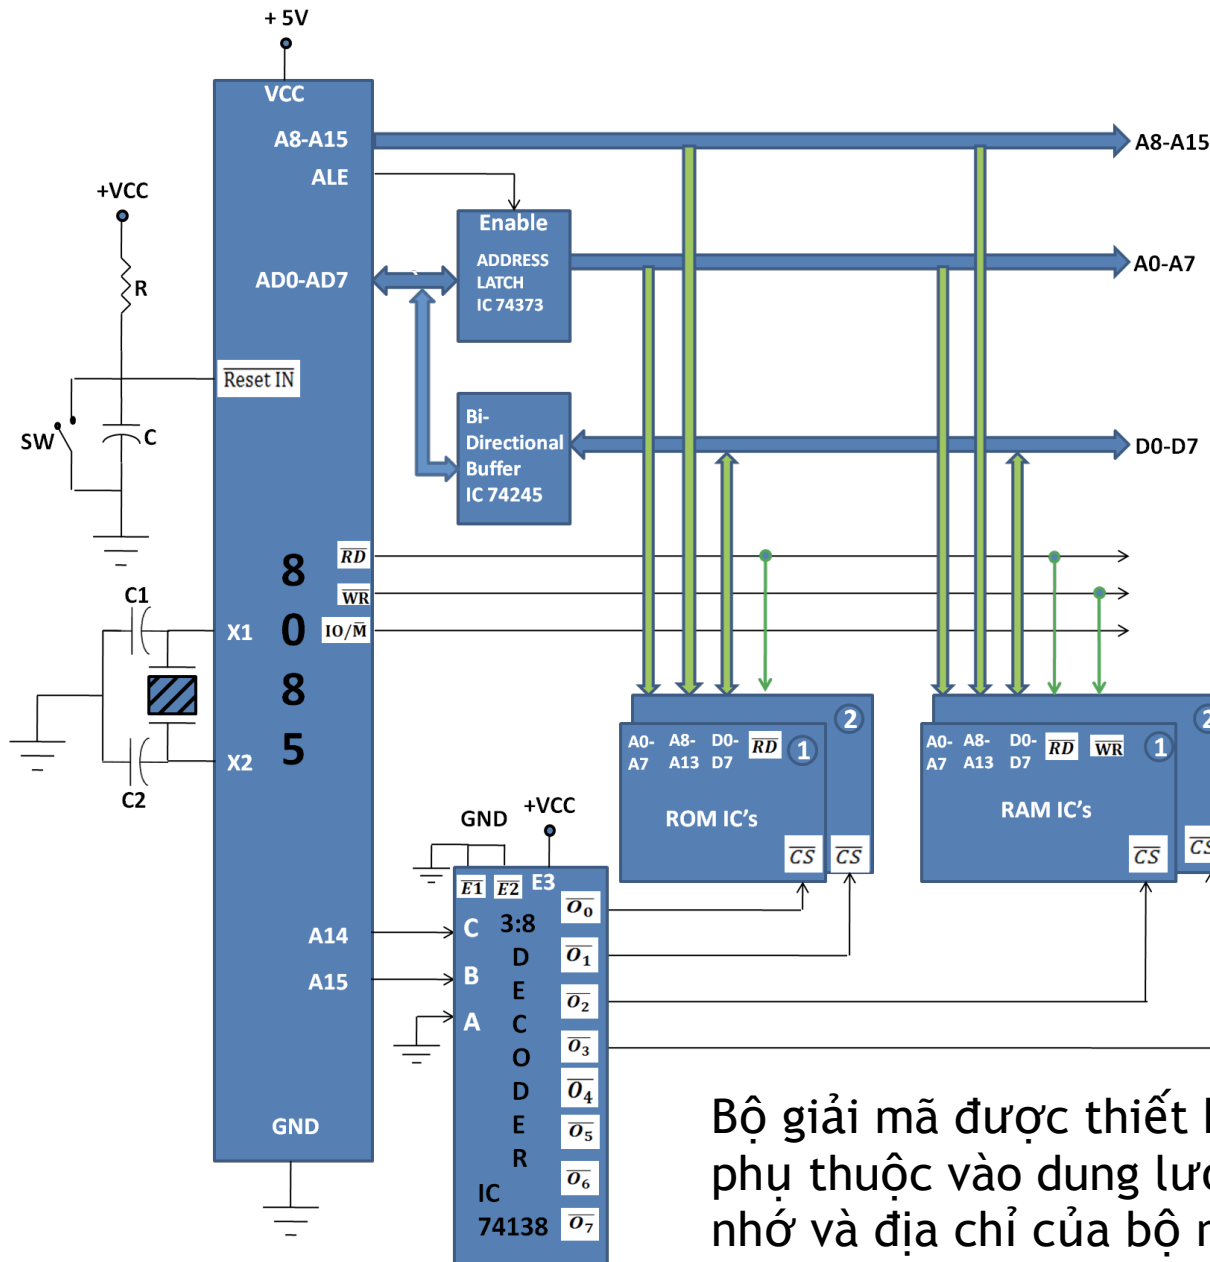 + 5V
VCC
A8-A15
ALE
AD0-AD7
Reset IN
8
0
8
5
RD
WR
IO/M
X1
X2
A14
A15
GND
+VCC
R
SW
C
C1
C2
Enable
ADDRESS
LATCH
IC 74373
Bi-
Directional
Buffer
IC 74245
A8-A15
A0-A7
D0-D7
2
A0-
A7
A8-
A13
D0-
D7
RD
1
ROM IC's
CS
CS
2
A0-
A7
A8-
A13
D0-
D7
RD
WR
1
RAM IC's
CS
GND
+VCC
E1
E2
E3
C
B
A
3:8
D
E
C
O
D
E
R
IC
74138
O0
O1
O2
O3
O4
O5
O6
O7
Bộ giải mã được thiết
phụ thuộc vào dung
nhớ và địa chỉ của bộ